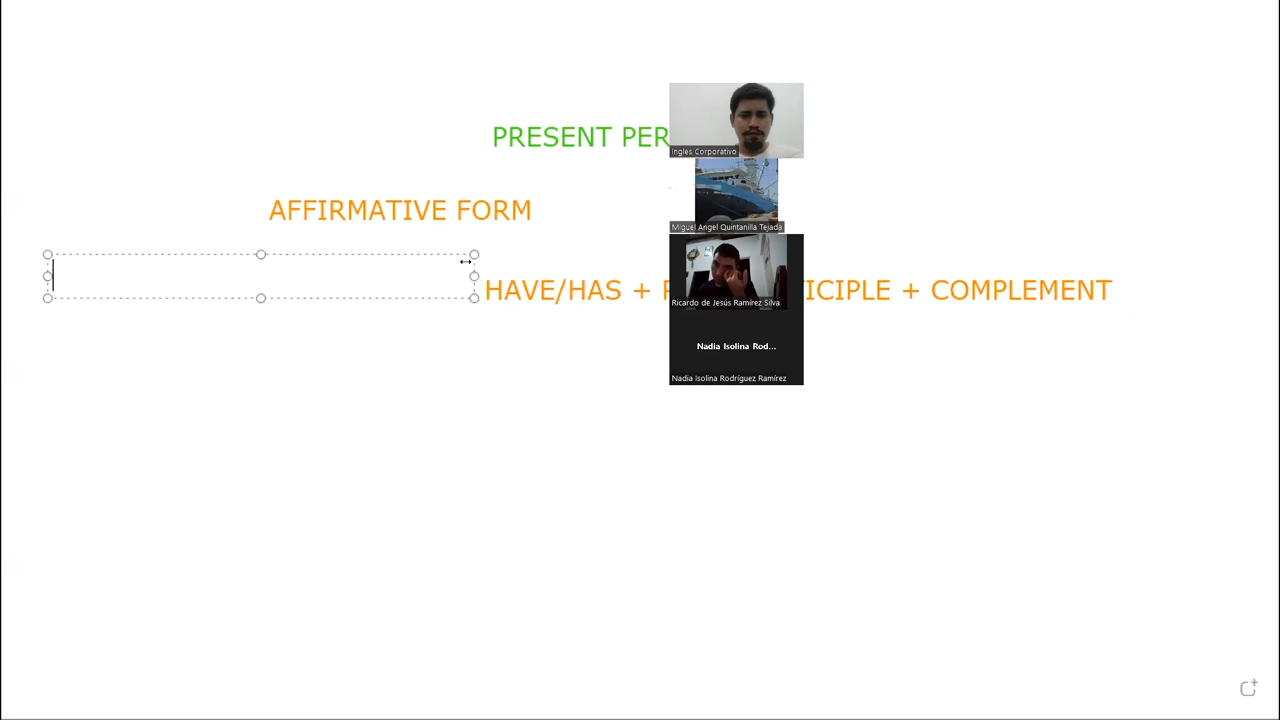 PRESENT PER
Ingles Corporativo
AFFIRMATIVE FORM
Miguel Angel Quintanilla Tejada
HAVE/HAS + P ICIPLE + COMPLEMENT
Ricardo de Jesús Ramírez Silva
Nadia Isolina Rod...
Nadia Isolina Rodríguez Ramírez